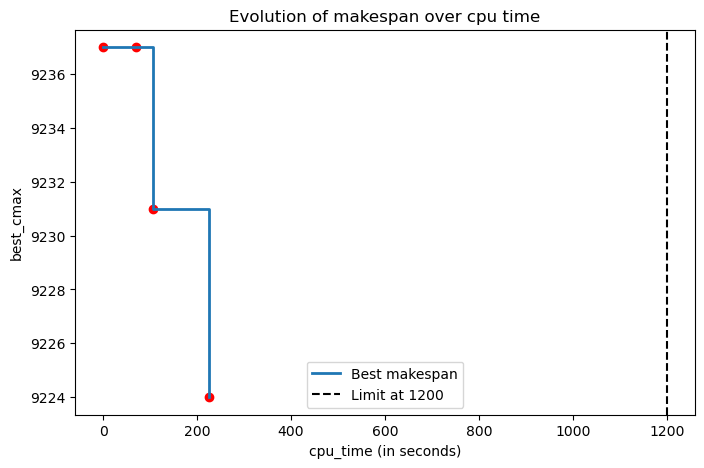 Evolution of makespan over cpu time
best_cmax
9236
9234
9232
9230
9228
9226
9224
Best makespan
Limit at 1200
0 200 400 600 800 1000 1200
cpu_time (in seconds)